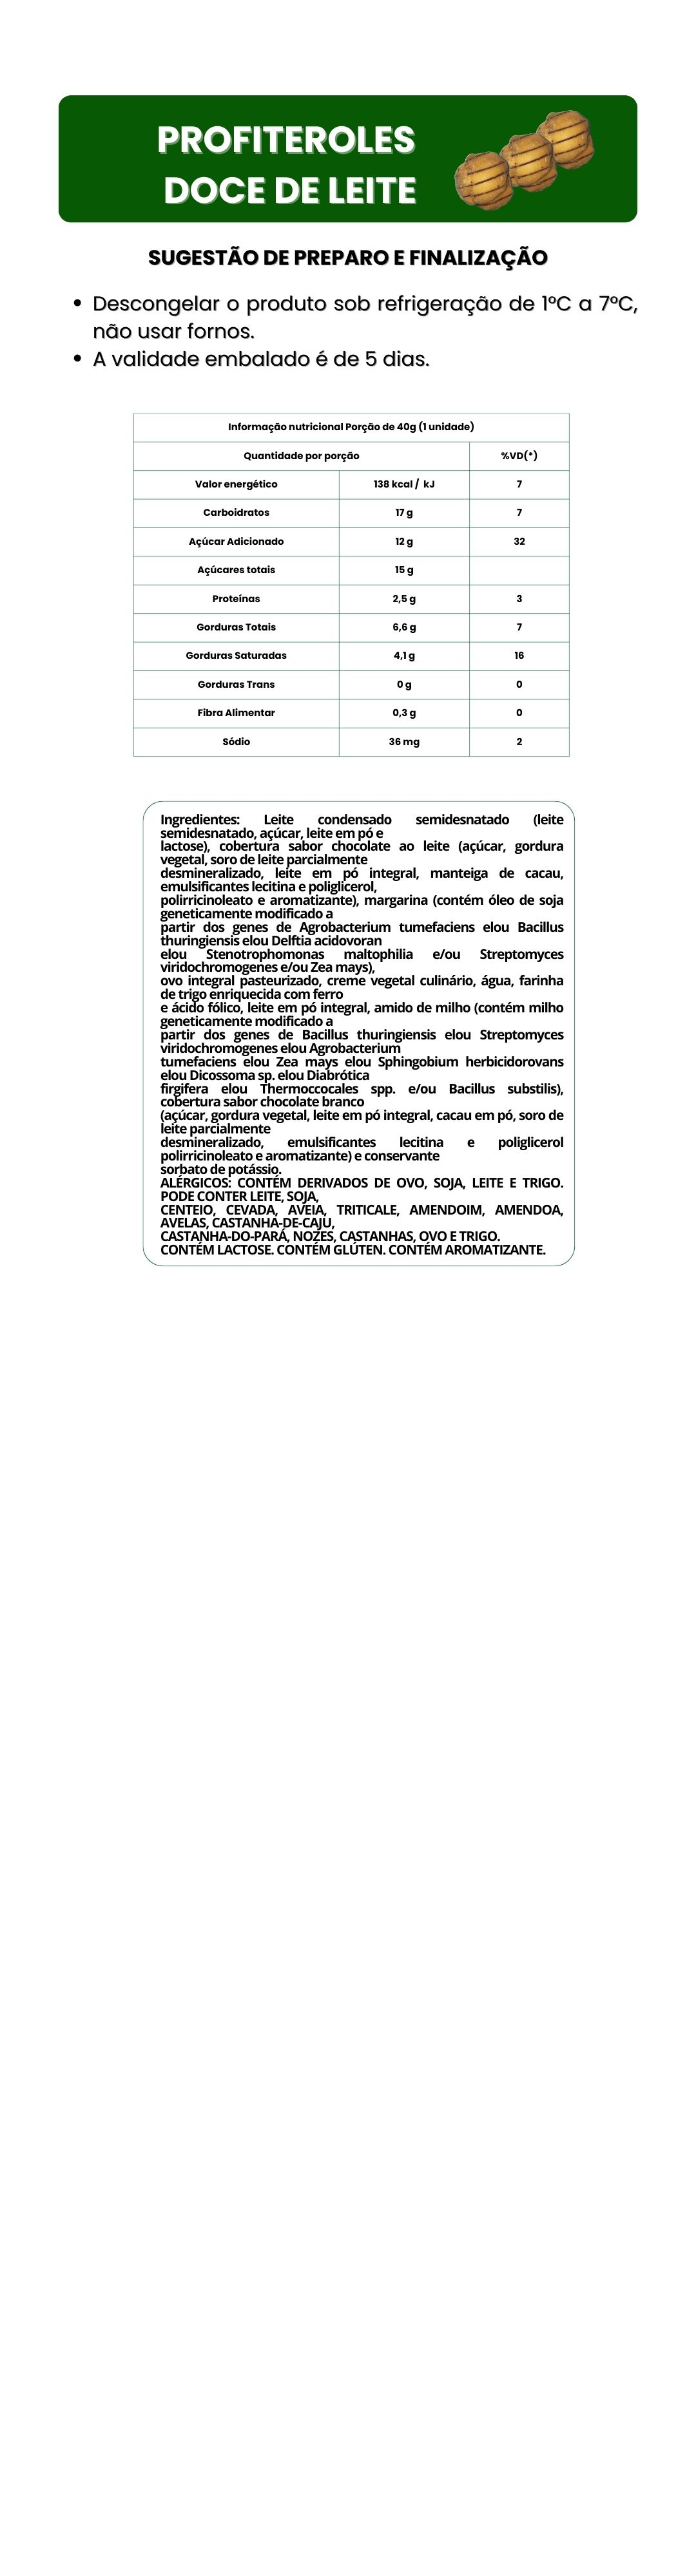 PROFITEROLES
DOCE DE LEITE
SUGESTÃO DE PREPARO E FINALIZAÇÃO
• Descongelar o produto sob refrigeração de 1°C a 7°C,
não usar fornos.
• A validade embalado é de 5 dias.
Informação nutricional Porção de 40g (1 unidade)
Quantidade por porção %VD(*)
Valor energético 138 kcal / kJ 7
Carboidratos 17 g 7
Açúcar Adicionado 12 g 32
Açúcares totais 15 g
Proteínas 2,5 g 3
Gorduras Totais 6,6 g 7
Gorduras Saturadas 4,1 g 16
Gorduras Trans 0 g 0
Fibra Alimentar 0,3 g 0
Sódio 36 mg 2
Ingredientes: Leite condensado semidesnatado (leite
semidesnatado, açúcar, leite em pó e
lactose), cobertura sabor chocolate ao leite (açúcar, gordura
vegetal, soro de leite parcialmente
desmineralizado, leite em pó integral, manteiga de cacau,
emulsificantes lecitina e poliglicerol,
polirricinoleato e aromatizante), margarina (contém óleo de soja
geneticamente modificado a
partir dos genes de Agrobacterium tumefaciens elou Bacillus
thuringiensis elou Delftia acidovoran
elou Stenotrophomonas maltophilia e/ou Streptomyces
viridochromogenes e/ou Zea mays),
ovo integral pasteurizado, creme vegetal culinário, água, farinha
de trigo enriquecida com ferro
e ácido fólico, leite em pó integral, amido de milho (contém milho
geneticamente modificado a
partir dos genes de Bacillus thuringiensis elou Streptomyces
viridochromogenes elou Agrobacterium
tumefaciens elou Zea mays elou Sphingobium herbicidorovans
elou Dicossoma sp. elou Diabrótica
firgifera elou Thermoccocales spp. e/ou Bacillus substilis),
cobertura sabor chocolate branco
(açúcar, gordura vegetal, leite em pó integral, cacau em pó, soro de
leite parcialmente
desmineralizado, emulsificantes lecitina e poliglicerol
polirricinoleato e aromatizante) e conservante
sorbato de potássio.
ALÉRGICOS: CONTÉM DERIVADOS DE OVO, SOJA, LEITE E TRIGO.
PODE CONTER LEITE, SOJA,
CENTEIO, CEVADA, AVEIA, TRITICALE, AMENDOIM, AMENDOA,
AVELAS, CASTANHA-DE-CAJU,
CASTANHA-DO-PARÁ, NOZES, CASTANHAS, OVO E TRIGO.
CONTÉM LACTOSE. CONTÉM GLÚTEN. CONTÉM AROMATIZANTE.